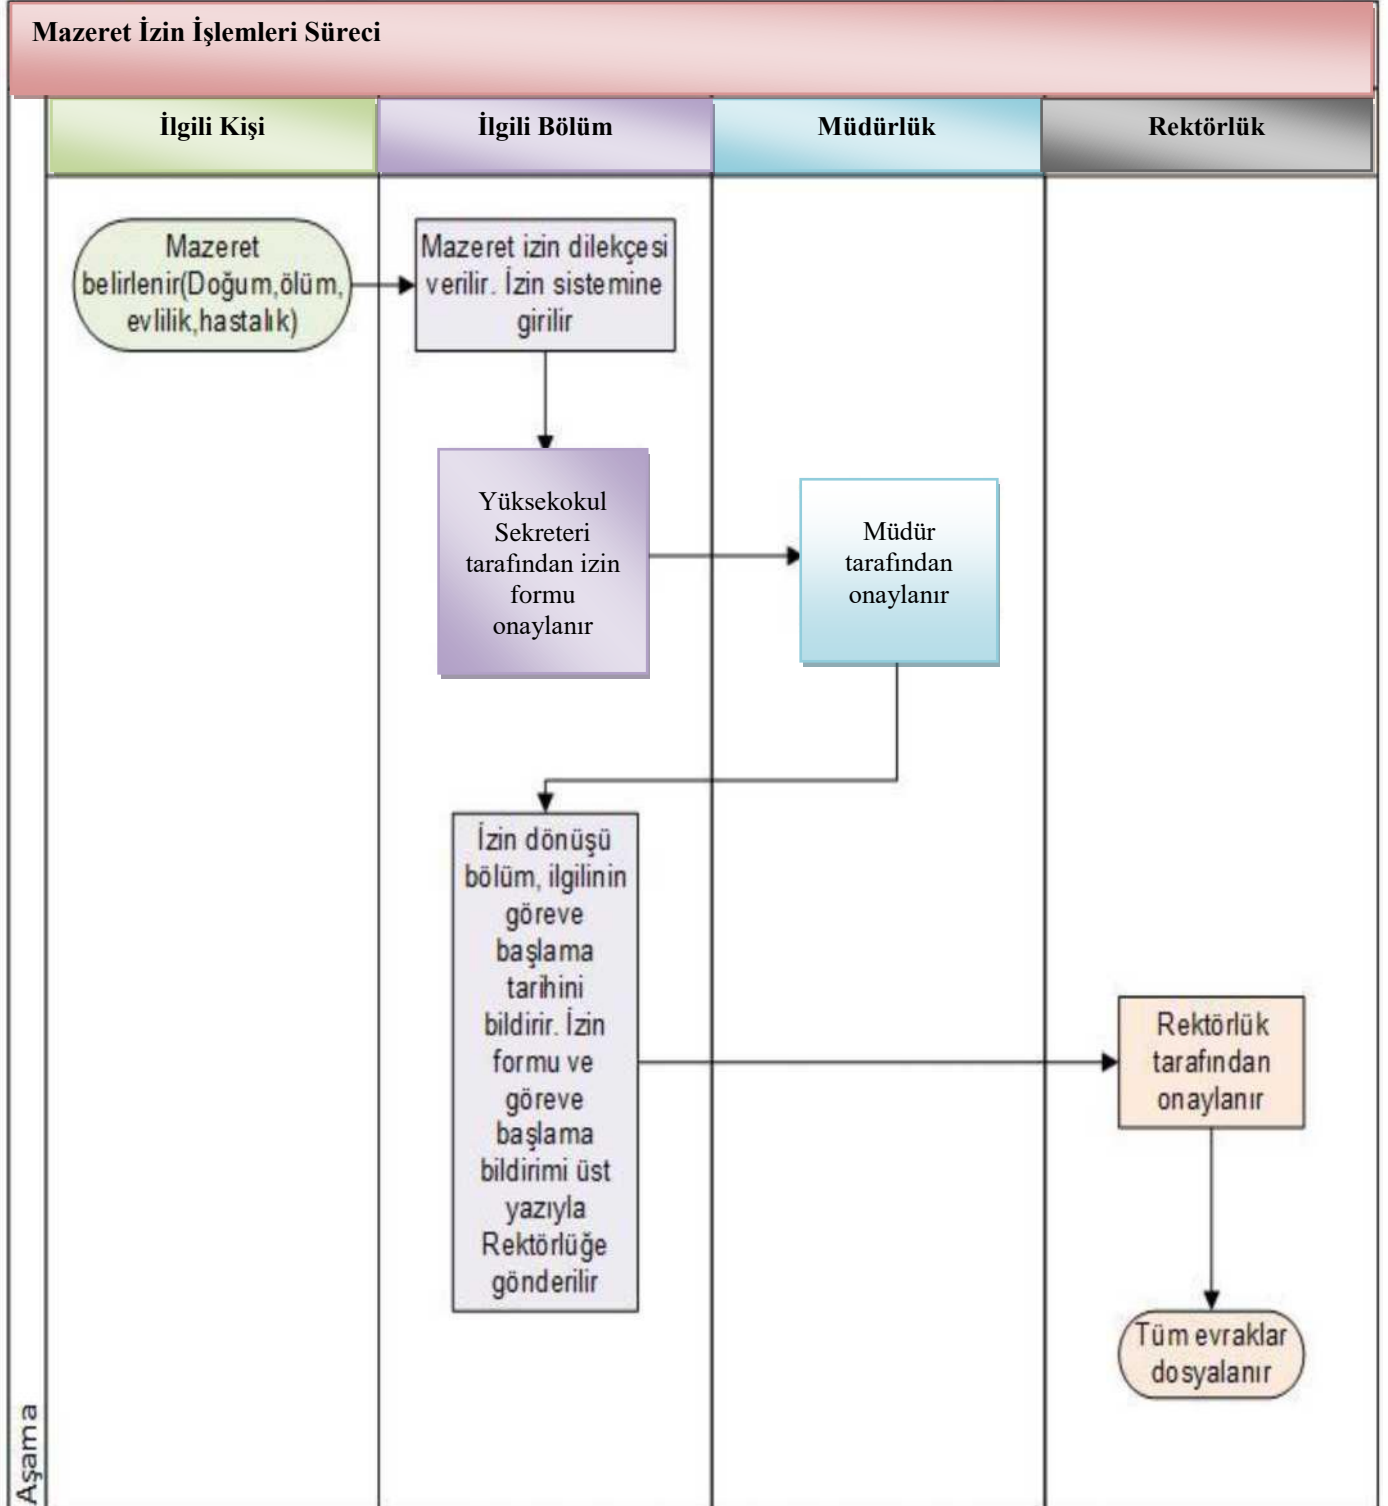 Mazeret İzin İşlemleri Süreci
İlgili Kişi
İlgili Bölüm
Müdürlük
Rektörlük
Mazeret
belirlenir(Doğum,ölüm,
evlilik,hastalık)
Mazeret izin dilekçesi
verilir. İzin sistemine
girilir
Yüksekokul
Sekreteri
tarafından izin
formu
onaylanır
Müdür
tarafından
onaylanır
İzin dönüşü
bölüm, ilgilinin
göreve
başlama
tarihini
bildirir. İzin
formu ve
göreve
başlama
bildirimi üst
yazıyla
Rektörlüğe
gönderilir
Rektörlük
tarafından
onaylanır
Tüm evraklar
dosyalanır
Aşama